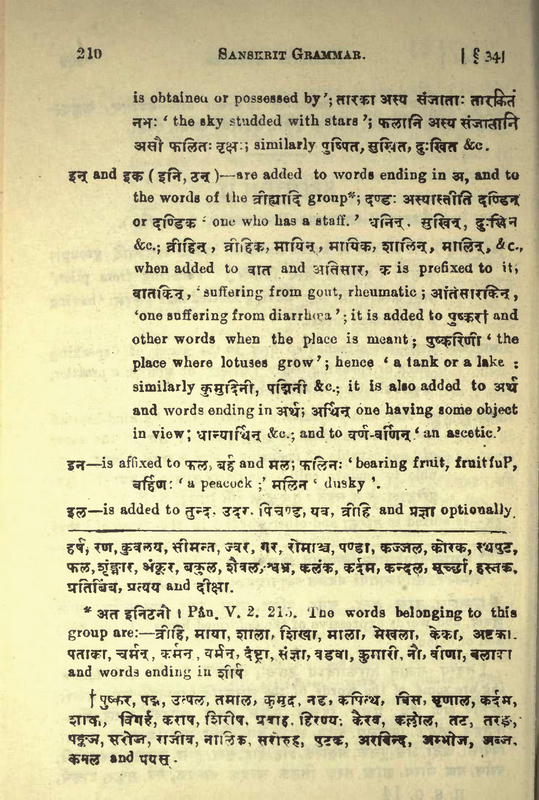 210 SANSKRIT GRAMMAR. [ § 341
is obtained or possessed by'; तारका अस्य संजाताः तारकितं
नभः ' the sky studded with stars '; फलानि अस्य संजातानि
असौ फलितः वृक्षः; similarly पुष्पित, सुखित, दुःखित &c.
इन् and इक ( इनि, ठन् )—are added to words ending in अ, and to
the words of the व्रीह्यादि group*; दण्डः अस्यास्तीति दण्डिन्
or दण्डिक ' one who has a staff. ' धनिन्, सुखिन्, दुःखिन्
&c.; व्रीहिन्, व्रीहिक, मायिन्, मायिक, शालिन्, मालिन्, &c.,
when added to वात and अतिसार, क is prefixed to it,
वातकिन्, ' suffering from gout, rheumatic ; अतिसारकिन्,
'one suffering from diarrhœa '; it is added to पुष्कर† and
other words when the place is meant; पुष्करिणी ' the
place where lotuses grow'; hence ' a tank or a lake :
similarly कुमुदिनी, पद्मिनी &c.; it is also added to अर्थ
and words ending in अर्थ; अर्थिन् one having some object
in view; धान्यार्थिन् &c.; and to वर्ण-वर्णिन् ' an ascetic.'
इन—is affixed to फल, बर्ह and मल; फलिनः ' bearing fruit, fruitful',
बर्हिणः ' a peacock ;' मलिन ' dusky '.
इल—is added to तुन्द, उदर, पिचण्ड, यव, व्रीहि and प्रज्ञा optionally.
हर्ष, रण, कुवलय, सीमन्त, ज्वर, गर, रोमाञ्च, पण्डा, कज्जल, कोरक, स्थपुट,
फल, शृंङ्गार, अंकुर, बकुल, शैवल, श्वभ्र, कलंक, कर्दम, कन्दल, मूर्च्छा, हस्तक,
प्रतिबिंब, प्रत्यय and दीक्षा.
* अत इनिठनौ । Pân. V. 2. 215. The words belonging to this
group are:—व्रीहि, माया, शाला, शिखा, माला, मेखला, केका, अष्टका,
पताका, चर्मन्, कर्मन्, वर्मन्, दंष्ट्रा, संज्ञा, वडवा, कुमारी, नौ, वीणा, बलाका
and words ending in शीर्ष
† पुष्कर, पद्म, उत्पल, तमाल, कुमुद, नड, कपित्थ, बिस, मृणाल, कर्दम,
शालूक, विगर्ह, करीष, शिरीष, प्रवाह, हिरण्य; कैरव, कल्लोल, तट, तरङ्ग,
पङ्कज, सरोज, राजीव, नालिक, सरोरुह, पुटक, अरविन्द, अम्भोज, अब्ज,
कमल and पयस्.